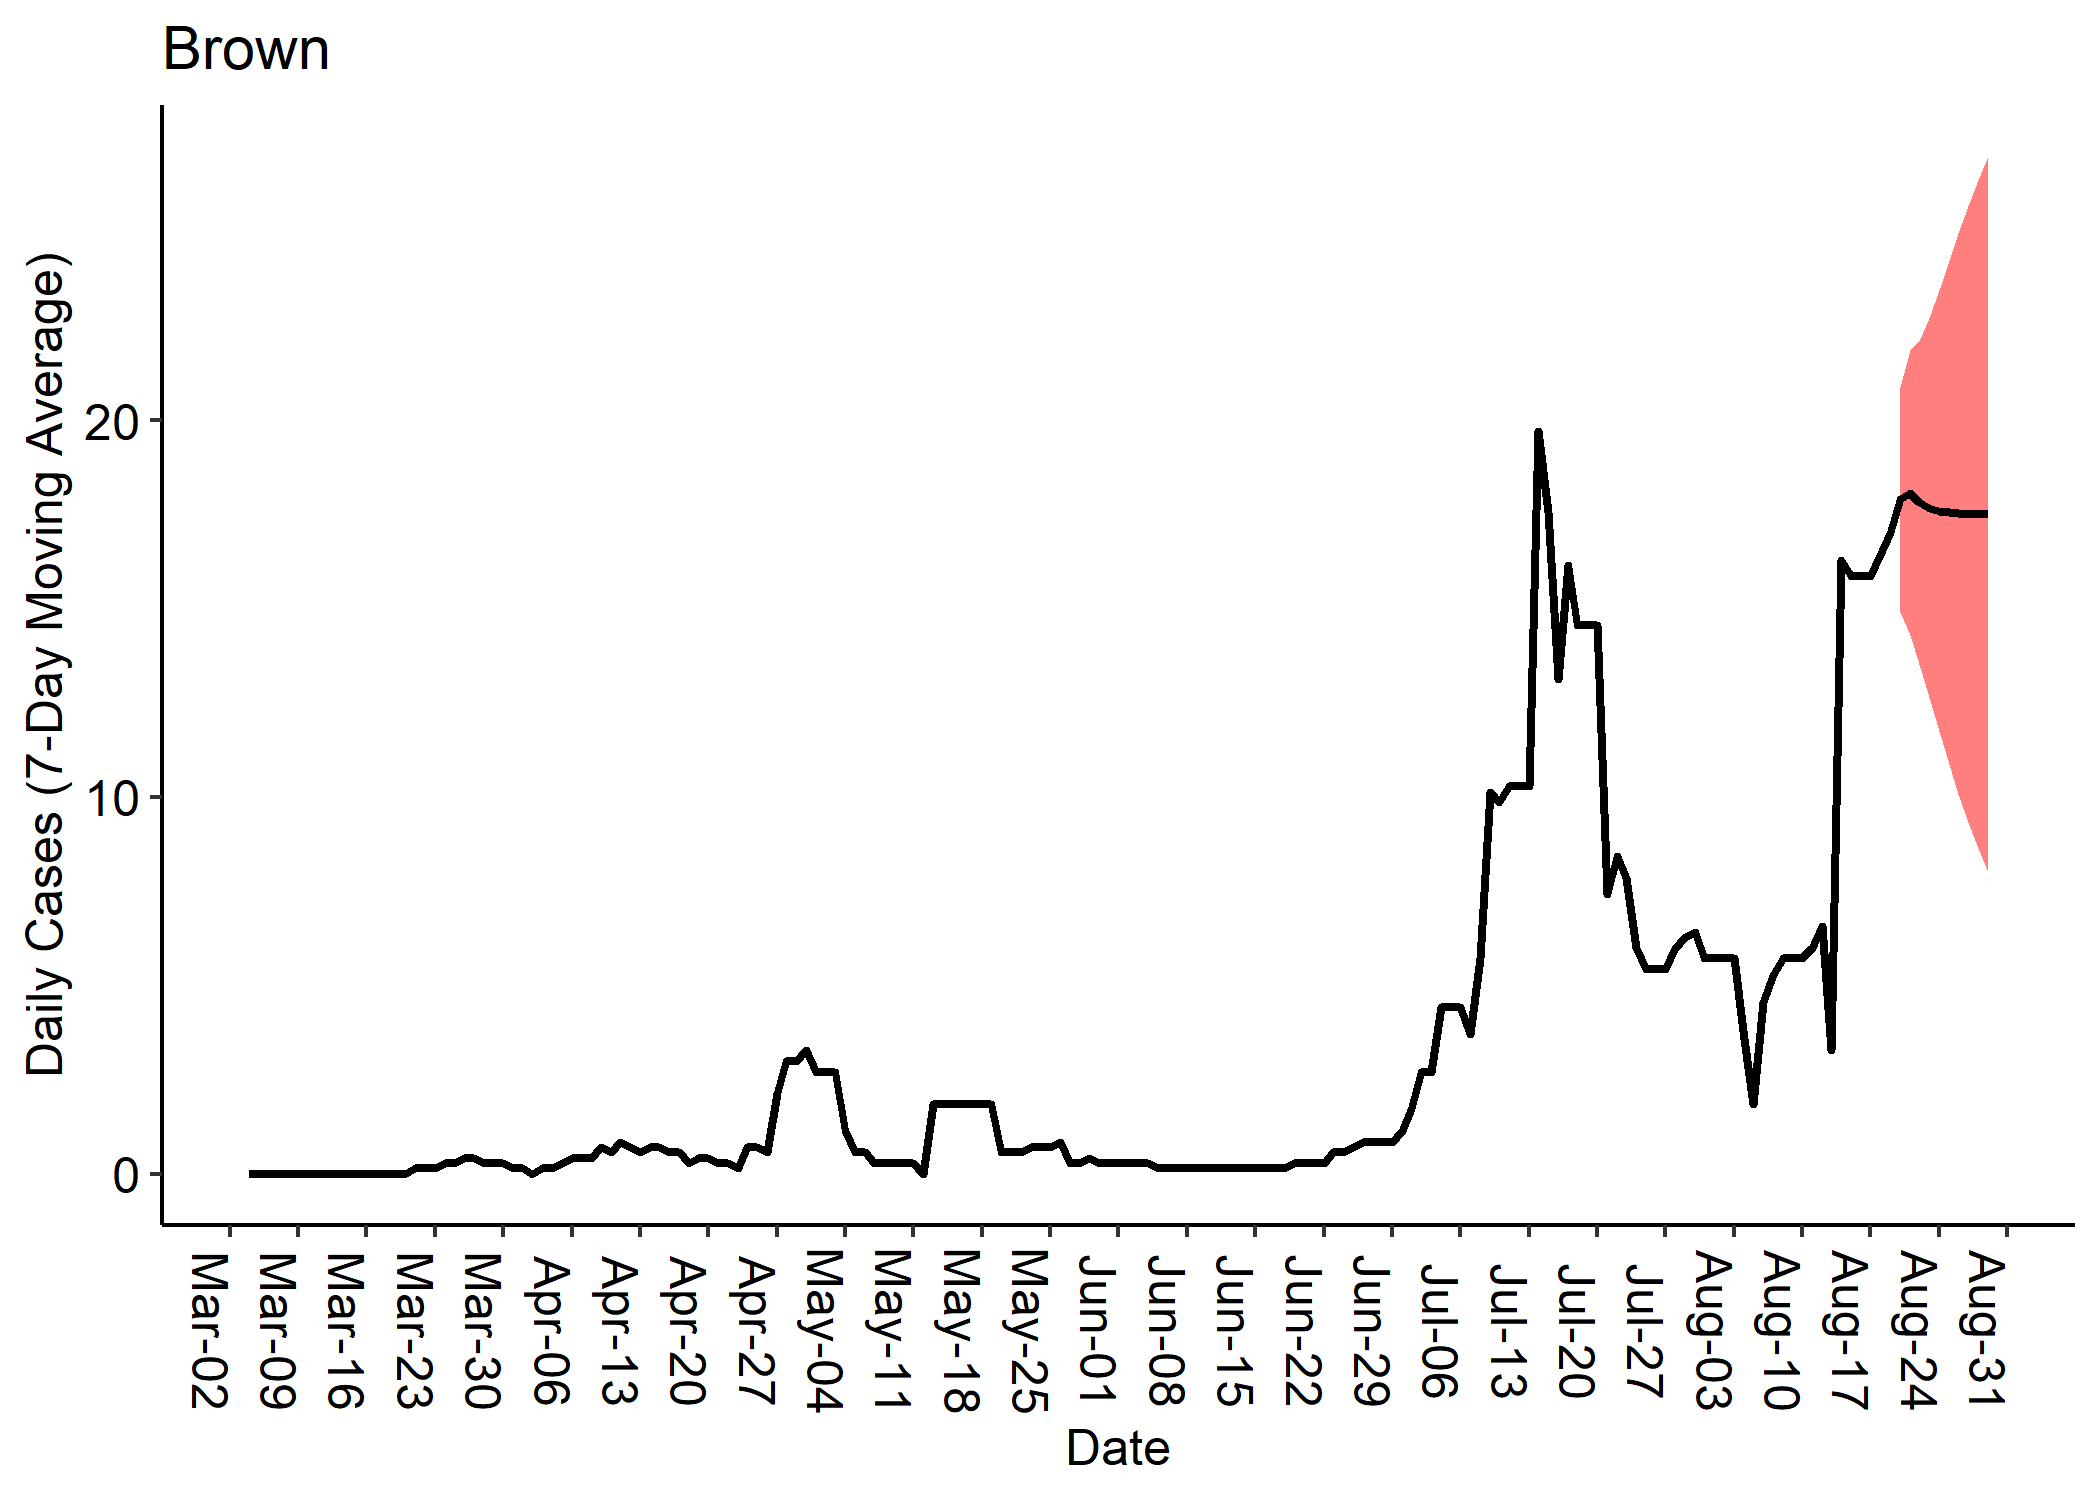 Brown
Daily Cases (7-Day Moving Average)
20
10
0
Mar-02
Mar-09
Mar-16
Mar-23
Mar-30
Apr-06
Apr-13
Apr-20
Apr-27
May-04
May-11
May-18
May-25
Jun-01
Jun-08
Jun-15
Jun-22
Jun-29
Jul-06
Jul-13
Jul-20
Jul-27
Aug-03
Aug-10
Aug-17
Aug-24
Aug-31
Date